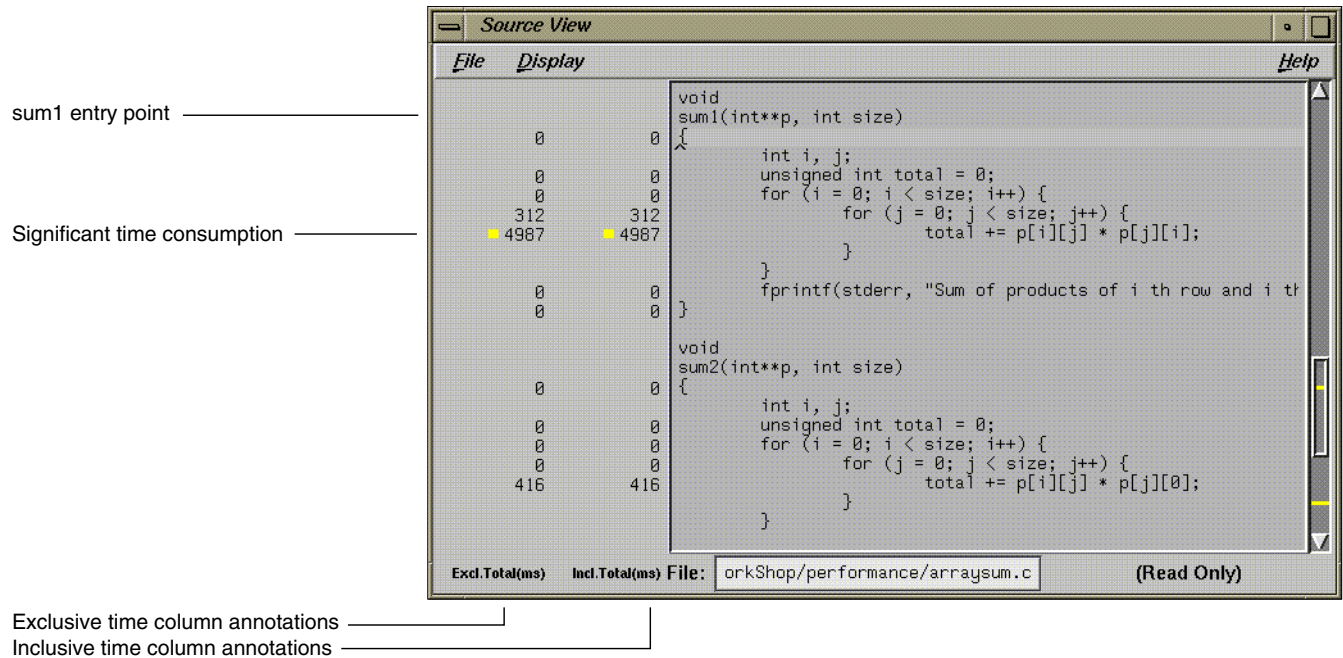 Source View
File Display Help
void
sum1 entry point
sum1(int**p, int size)
0 0 {
int i, j;
0 0 unsigned int total = 0;
0 0 for (i = 0; i < size; i++) {
312 312 for (j = 0; j < size; j++) {
Significant time consumption
4987 4987 total += p[i][j] * p[j][i];
}
}
0 0 fprintf(stderr, "Sum of products of i th row and i th
0 0 }
void
sum2(int**p, int size)
0 0 {
int i, j;
0 0 unsigned int total = 0;
0 0 for (i = 0; i < size; i++) {
0 0 for (j = 0; j < size; j++) {
416 416 total += p[i][j] * p[j][0];
}
}
Excl.Total(ms) Incl.Total(ms) File: orkShop/performance/arraysum.c (Read Only)
Exclusive time column annotations
Inclusive time column annotations